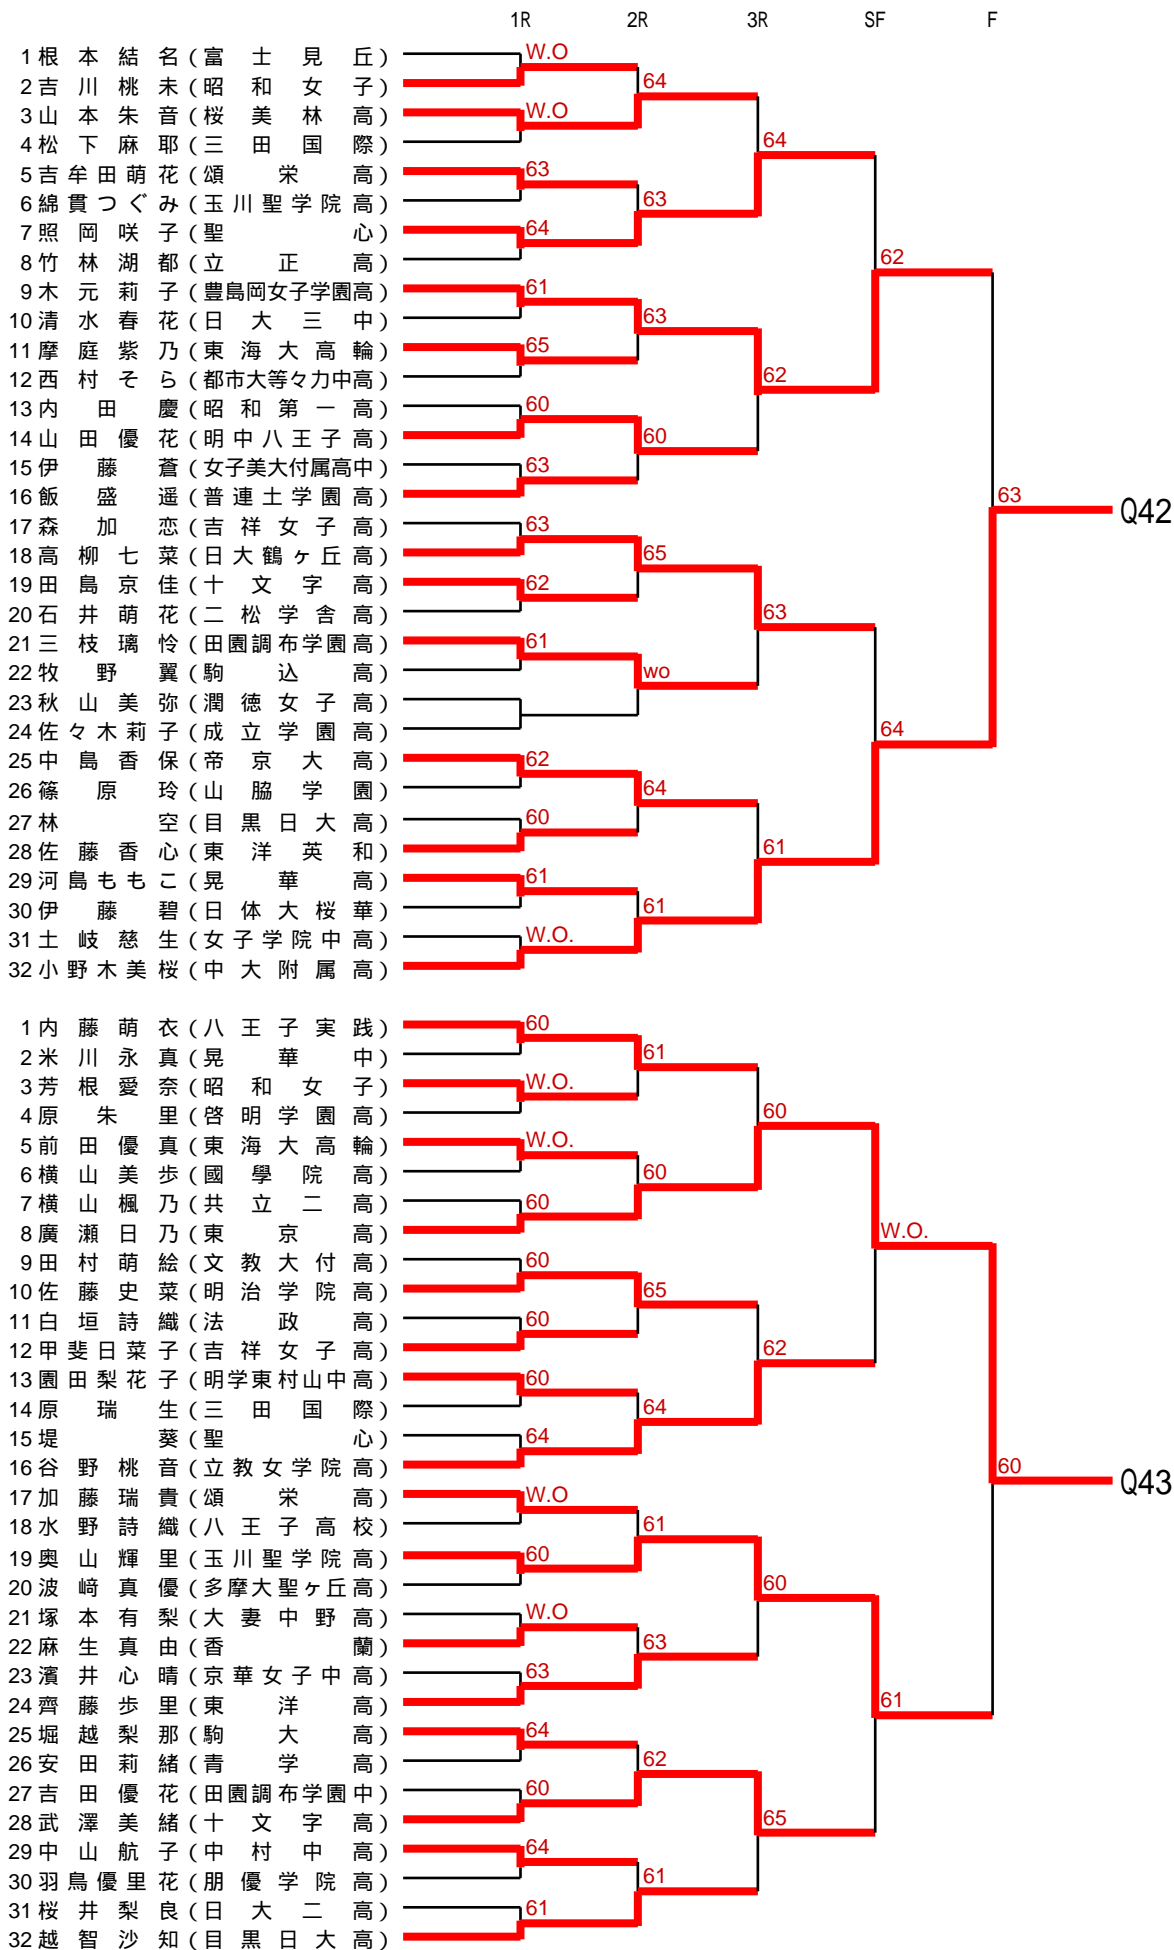 1R 2R 3R SF F
1 根本結名 (富士見丘) W.O
2 吉川桃未 (昭和女子) 64
3 山本朱音 (桜美林高) W.O
4 松下麻耶 (三田国際) 64
5 吉牟田萌花 (頌栄高) 63
6 綿貫つぐみ (玉川聖学院高) 63
7 照岡咲子 (聖心) 64
8 竹林湖都 (立正高) 62
9 木元莉子 (豊島岡女子学園高) 61
10 清水春花 (日大三中) 63
11 摩庭紫乃 (東海大高輪) 65
12 西村そら (都市大等々力中高) 62
13 内田慶 (昭和第一高) 60
14 山田優花 (明中八王子高) 60
15 伊藤蒼 (女子美大付属高中) 63
16 飯盛遥 (普連土学園高) 63 Q42
17 森加恋 (吉祥女子高) 63
18 高柳七菜 (日大鶴ヶ丘高) 65
19 田島京佳 (十文字高) 62
20 石井萌花 (二松学舎高) 63
21 三枝璃怜 (田園調布学園高) 61
22 牧野翼 (駒込高) wo
23 秋山美弥 (潤徳女子高)
24 佐々木莉子 (成立学園高) 64
25 中島香保 (帝京大高) 62
26 篠原玲 (山脇学園) 64
27 林空 (目黒日大高) 60
28 佐藤香心 (東洋英和) 61
29 河島ももこ (晃華高) 61
30 伊藤碧 (日体大桜華) 61
31 土岐慈生 (女子学院中高) W.O.
32 小野木美桜 (中大附属高)
1 内藤萌衣 (八王子実践) 60
2 米川永真 (晃華中) 61
3 芳根愛奈 (昭和女子) W.O.
4 原朱里 (啓明学園高) 60
5 前田優真 (東海大高輪) W.O.
6 横山美歩 (國學院高) 60
7 横山楓乃 (共立二高) 60
8 廣瀬日乃 (東京高) W.O.
9 田村萌絵 (文教大付高) 60
10 佐藤史菜 (明治学院高) 65
11 白垣詩織 (法政高) 60
12 甲斐日菜子 (吉祥女子高) 62
13 園田梨花子 (明学東村山中高) 60
14 原瑞生 (三田国際) 64
15 堤葵 (聖心) 64
16 谷野桃音 (立教女学院高) 60 Q43
17 加藤瑞貴 (頌栄高) W.O
18 水野詩織 (八王子高校) 61
19 奥山輝里 (玉川聖学院高) 60
20 波﨑真優 (多摩大聖ヶ丘高) 60
21 塚本有梨 (大妻中野高) W.O
22 麻生真由 (香蘭) 63
23 濱井心晴 (京華女子中高) 63
24 齊藤歩里 (東洋高) 61
25 堀越梨那 (駒大高) 64
26 安田莉緒 (青学高) 62
27 吉田優花 (田園調布学園中) 60
28 武澤美緒 (十文字高) 65
29 中山航子 (中村中高) 64
30 羽鳥優里花 (朋優学院高) 61
31 桜井梨良 (日大二高) 61
32 越智沙知 (目黒日大高)